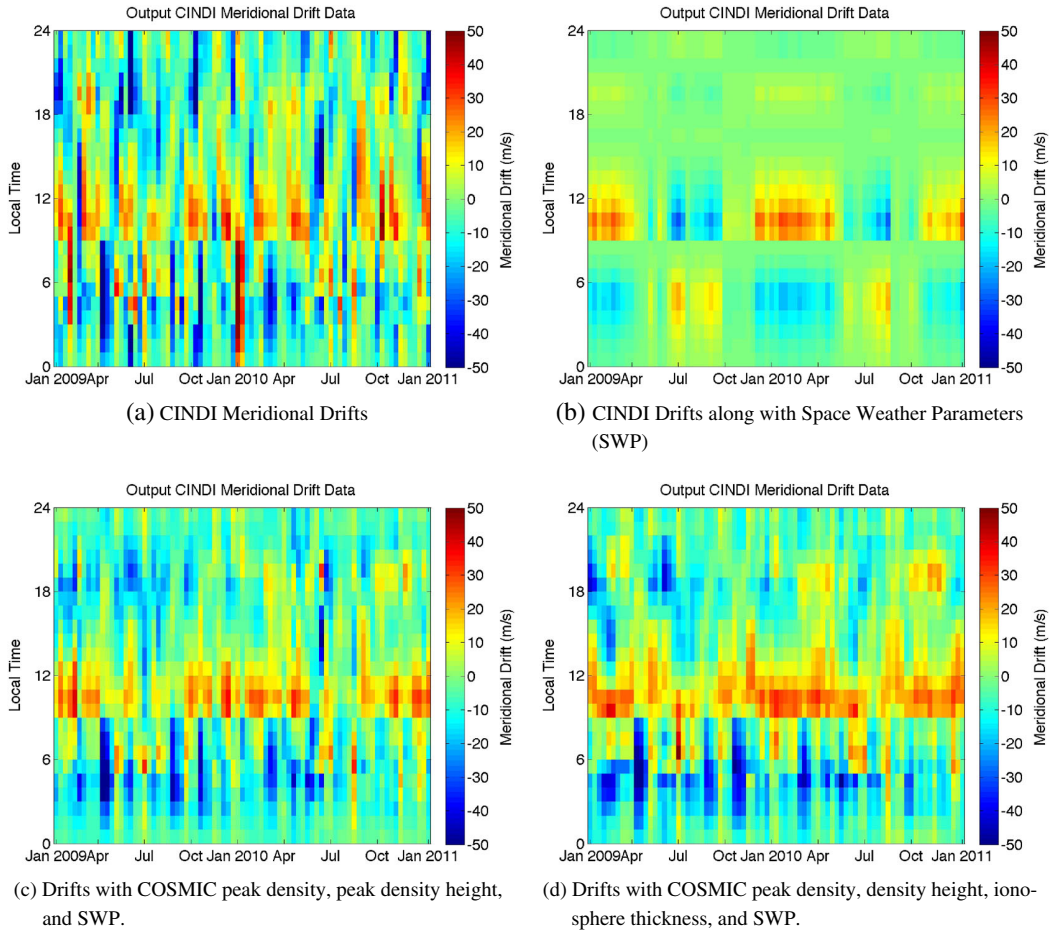 Output CINDI Meridional Drift Data
24
18
12
6
0
Local Time
Jan 2009 Apr Jul Oct Jan 2010 Apr Jul Oct Jan 2011
50
40
30
20
10
0
-10
-20
-30
-40
-50
Meridional Drift (m/s)
(a) CINDI Meridional Drifts
Output CINDI Meridional Drift Data
24
18
12
6
0
Local Time
Jan 2009 Apr Jul Oct Jan 2010 Apr Jul Oct Jan 2011
50
40
30
20
10
0
-10
-20
-30
-40
-50
Meridional Drift (m/s)
(b) CINDI Drifts along with Space Weather Parameters
(SWP)
Output CINDI Meridional Drift Data
24
18
12
6
0
Local Time
Jan 2009 Apr Jul Oct Jan 2010 Apr Jul Oct Jan 2011
50
40
30
20
10
0
-10
-20
-30
-40
-50
Meridional Drift (m/s)
(c) Drifts with COSMIC peak density, peak density height,
and SWP.
Output CINDI Meridional Drift Data
24
18
12
6
0
Local Time
Jan 2009 Apr Jul Oct Jan 2010 Apr Jul Oct Jan 2011
50
40
30
20
10
0
-10
-20
-30
-40
-50
Meridional Drift (m/s)
(d) Drifts with COSMIC peak density, density height, iono-
sphere thickness, and SWP.